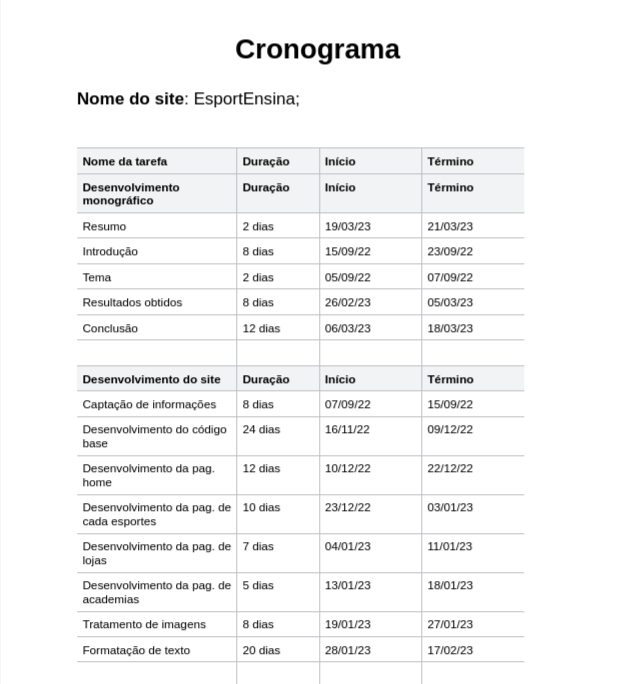 Cronograma
Nome do site: EsportEnsina;
Nome da tarefa Duração Início Término
Desenvolvimento monográfico Duração Início Término
Resumo 2 dias 19/03/23 21/03/23
Introdução 8 dias 15/09/22 23/09/22
Tema 2 dias 05/09/22 07/09/22
Resultados obtidos 8 dias 26/02/23 05/03/23
Conclusão 12 dias 06/03/23 18/03/23
Desenvolvimento do site Duração Início Término
Captação de informações 8 dias 07/09/22 15/09/22
Desenvolvimento do código base 24 dias 16/11/22 09/12/22
Desenvolvimento da pag. home 12 dias 10/12/22 22/12/22
Desenvolvimento da pag. de cada esportes 10 dias 23/12/22 03/01/23
Desenvolvimento da pag. de lojas 7 dias 04/01/23 11/01/23
Desenvolvimento da pag. de academias 5 dias 13/01/23 18/01/23
Tratamento de imagens 8 dias 19/01/23 27/01/23
Formatação de texto 20 dias 28/01/23 17/02/23